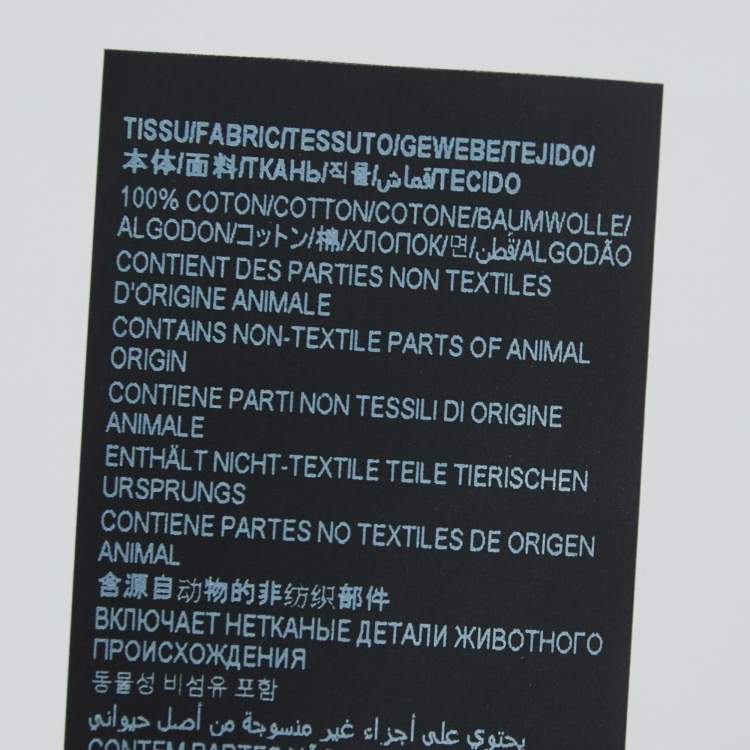 TISSU/FABRIC/TESSUTO/GEWEBE/TEJIDO/
本体/面料/ТКАНЬ/직물/قماش/TECIDO
100% COTON/COTTON/COTONE/BAUMWOLLE/
ALGODON/コットン/棉/ХЛОПОК/면/قطن/ALGODÃO
CONTIENT DES PARTIES NON TEXTILES
D'ORIGINE ANIMALE
CONTAINS NON-TEXTILE PARTS OF ANIMAL
ORIGIN
CONTIENE PARTI NON TESSILI DI ORIGINE
ANIMALE
ENTHÄLT NICHT-TEXTILE TEILE TIERISCHEN
URSPRUNGS
CONTIENE PARTES NO TEXTILES DE ORIGEN
ANIMAL
含源自动物的非纺织部件
ВКЛЮЧАЕТ НЕТКАНЫЕ ДЕТАЛИ ЖИВОТНОГО
ПРОИСХОЖДЕНИЯ
동물성 비섬유 포함
يحتوي على أجزاء غير منسوجة من أصل حيواني
CONTEM PARTES